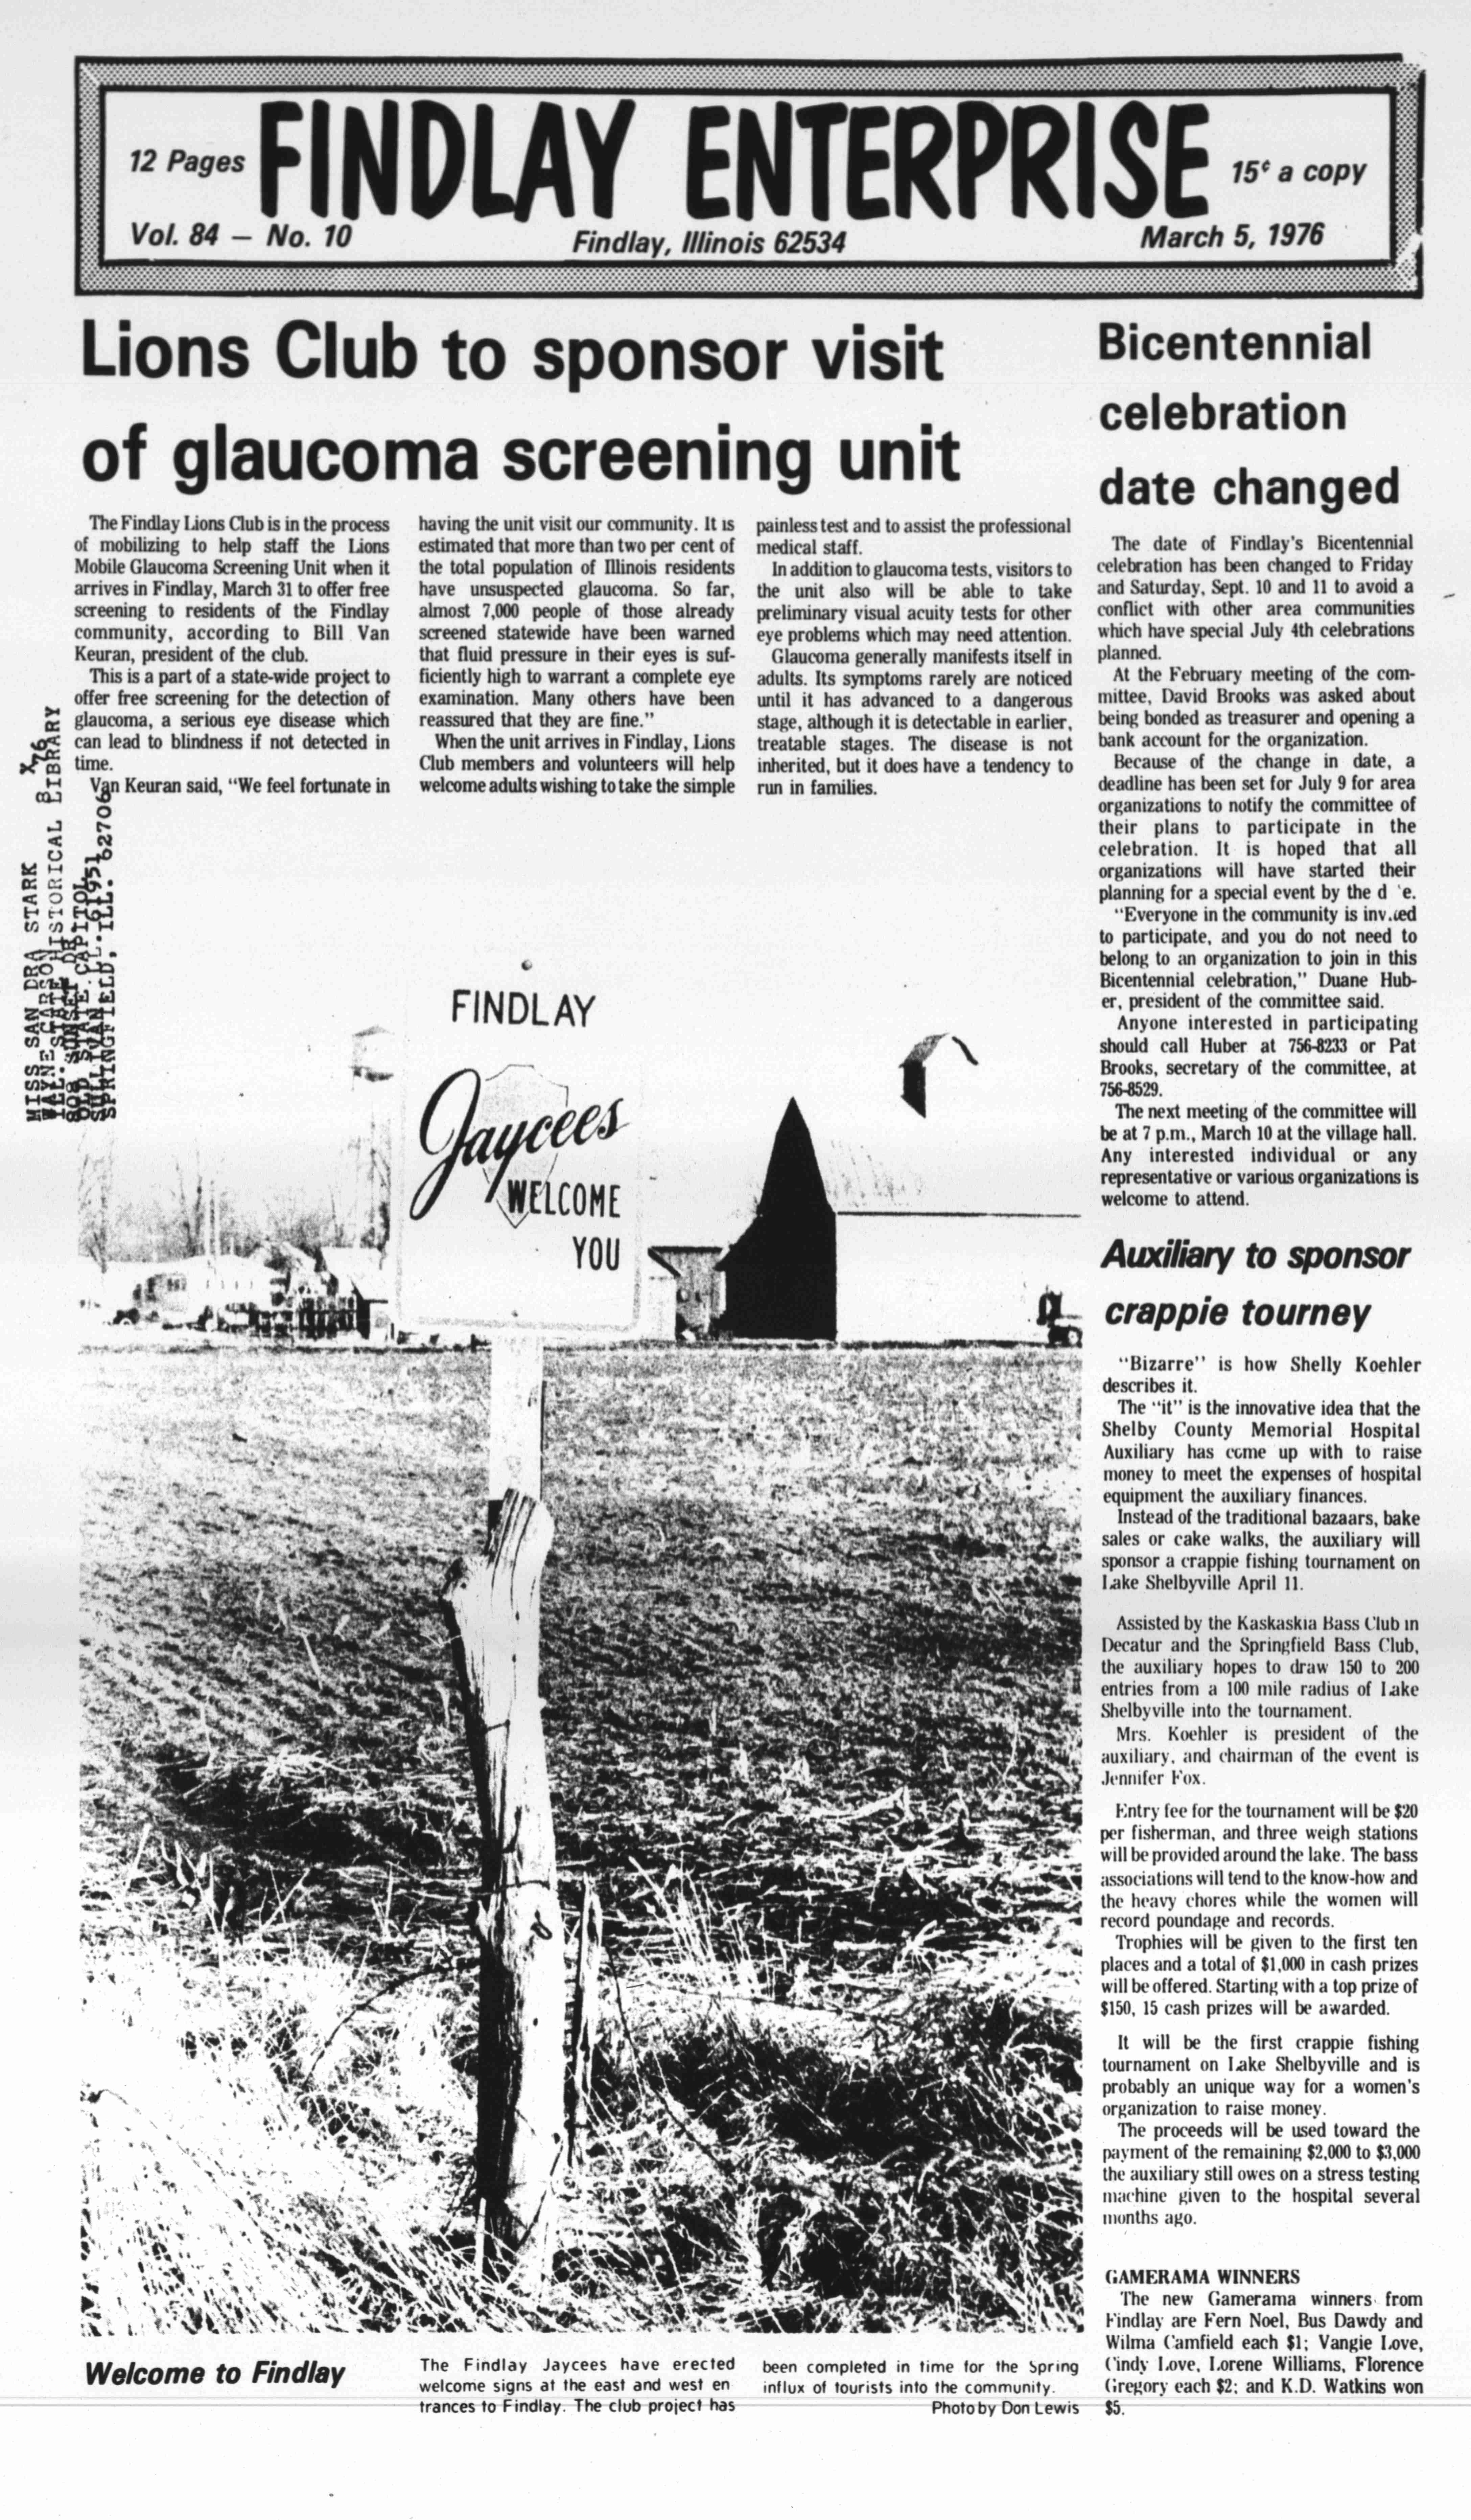 12 Pages
FINDLAY ENTERPRISE
15¢ a copy
Vol. 84 — No. 10
Findlay, Illinois 62534
March 5, 1976
Lions Club to sponsor visit
of glaucoma screening unit
The Findlay Lions Club is in the process
of mobilizing to help staff the Lions
Mobile Glaucoma Screening Unit when it
arrives in Findlay, March 31 to offer free
screening to residents of the Findlay
community, according to Bill Van
Keuran, president of the club.
This is a part of a state-wide project to
offer free screening for the detection of
glaucoma, a serious eye disease which
can lead to blindness if not detected in
time.
Van Keuran said, "We feel fortunate in
having the unit visit our community. It is
estimated that more than two per cent of
the total population of Illinois residents
have unsuspected glaucoma. So far,
almost 7,000 people of those already
screened statewide have been warned
that fluid pressure in their eyes is suf-
ficiently high to warrant a complete eye
examination. Many others have been
reassured that they are fine."
When the unit arrives in Findlay, Lions
Club members and volunteers will help
welcome adults wishing to take the simple
painless test and to assist the professional
medical staff.
In addition to glaucoma tests, visitors to
the unit also will be able to take
preliminary visual acuity tests for other
eye problems which may need attention.
Glaucoma generally manifests itself in
adults. Its symptoms rarely are noticed
until it has advanced to a dangerous
stage, although it is detectable in earlier,
treatable stages. The disease is not
inherited, but it does have a tendency to
run in families.
Bicentennial
celebration
date changed
The date of Findlay's Bicentennial
celebration has been changed to Friday
and Saturday, Sept. 10 and 11 to avoid a
conflict with other area communities
which have special July 4th celebrations
planned.
At the February meeting of the com-
mittee, David Brooks was asked about
being bonded as treasurer and opening a
bank account for the organization.
Because of the change in date, a
deadline has been set for July 9 for area
organizations to notify the committee of
their plans to participate in the
celebration. It is hoped that all
organizations will have started their
planning for a special event by the d e.
"Everyone in the community is inv.ed
to participate, and you do not need to
belong to an organization to join in this
Bicentennial celebration," Duane Hub-
er, president of the committee said.
Anyone interested in participating
should call Huber at 756-8233 or Pat
Brooks, secretary of the committee, at
756-8529.
The next meeting of the committee will
be at 7 p.m., March 10 at the village hall.
Any interested individual or any
representative or various organizations is
welcome to attend.
Auxiliary to sponsor
crappie tourney
"Bizarre" is how Shelly Koehler
describes it.
The "it" is the innovative idea that the
Shelby County Memorial Hospital
Auxiliary has come up with to raise
money to meet the expenses of hospital
equipment the auxiliary finances.
Instead of the traditional bazaars, bake
sales or cake walks, the auxiliary will
sponsor a crappie fishing tournament on
Lake Shelbyville April 11.
Assisted by the Kaskaskia Bass Club in
Decatur and the Springfield Bass Club,
the auxiliary hopes to draw 150 to 200
entries from a 100 mile radius of Lake
Shelbyville into the tournament.
Mrs. Koehler is president of the
auxiliary, and chairman of the event is
Jennifer Fox.
Entry fee for the tournament will be $20
per fisherman, and three weigh stations
will be provided around the lake. The bass
associations will tend to the know-how and
the heavy chores while the women will
record poundage and records.
Trophies will be given to the first ten
places and a total of $1,000 in cash prizes
will be offered. Starting with a top prize of
$150, 15 cash prizes will be awarded.
It will be the first crappie fishing
tournament on Lake Shelbyville and is
probably an unique way for a women's
organization to raise money.
The proceeds will be used toward the
payment of the remaining $2,000 to $3,000
the auxiliary still owes on a stress testing
machine given to the hospital several
months ago.
GAMERAMA WINNERS
The new Gamerama winners from
Findlay are Fern Noel, Bus Dawdy and
Wilma Camfield each $1; Vangie Love,
Cindy Love, Lorene Williams, Florence
Gregory each $2; and K.D. Watkins won
$5.
MISS SAN DRA STARK
HISTORICAL LIBRARY
SPRINGFIELD, ILL. 62706
FINDLAY
Jaycees
WELCOME
YOU
Welcome to Findlay
The Findlay Jaycees have erected
welcome signs at the east and west en
trances to Findlay. The club project has
been completed in time for the Spring
influx of tourists into the community.
Photo by Don Lewis